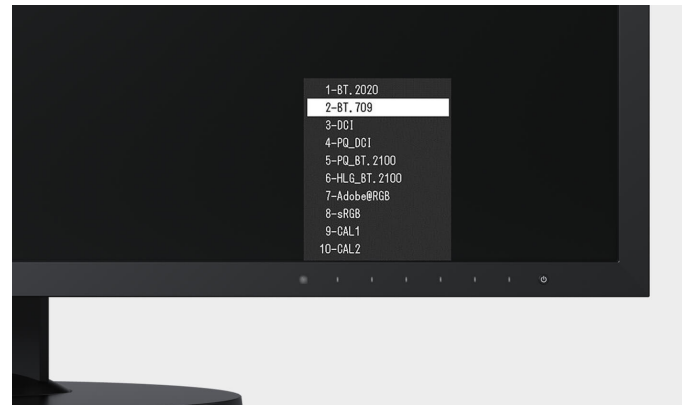 1-BT.2020
2-BT.709
3-DCI
4-PQ_DCI
5-PQ_BT.2100
6-HLG_BT.2100
7-Adobe®RGB
8-sRGB
9-CAL1
10-CAL2